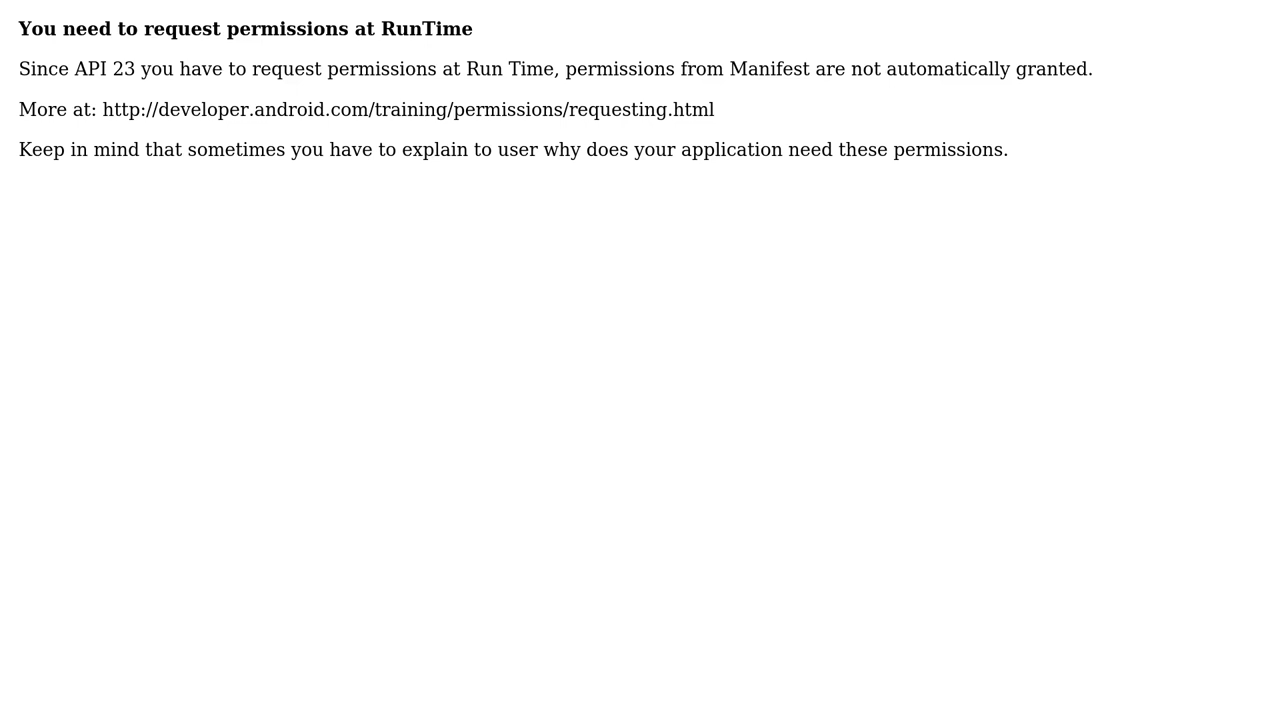 You need to request permissions at RunTime
Since API 23 you have to request permissions at Run Time, permissions from Manifest are not automatically granted.
More at: http://developer.android.com/training/permissions/requesting.html
Keep in mind that sometimes you have to explain to user why does your application need these permissions.